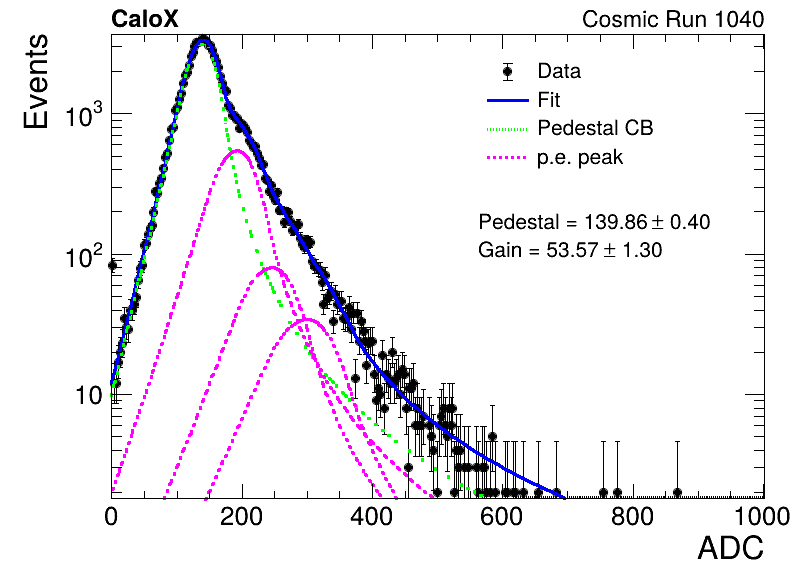 CaloX Cosmic Run 1040
Events
Data
Fit
Pedestal CB
p.e. peak
Pedestal = 139.86 ± 0.40
Gain = 53.57 ± 1.30
10³
10²
10
0 200 400 600 800 1000
ADC